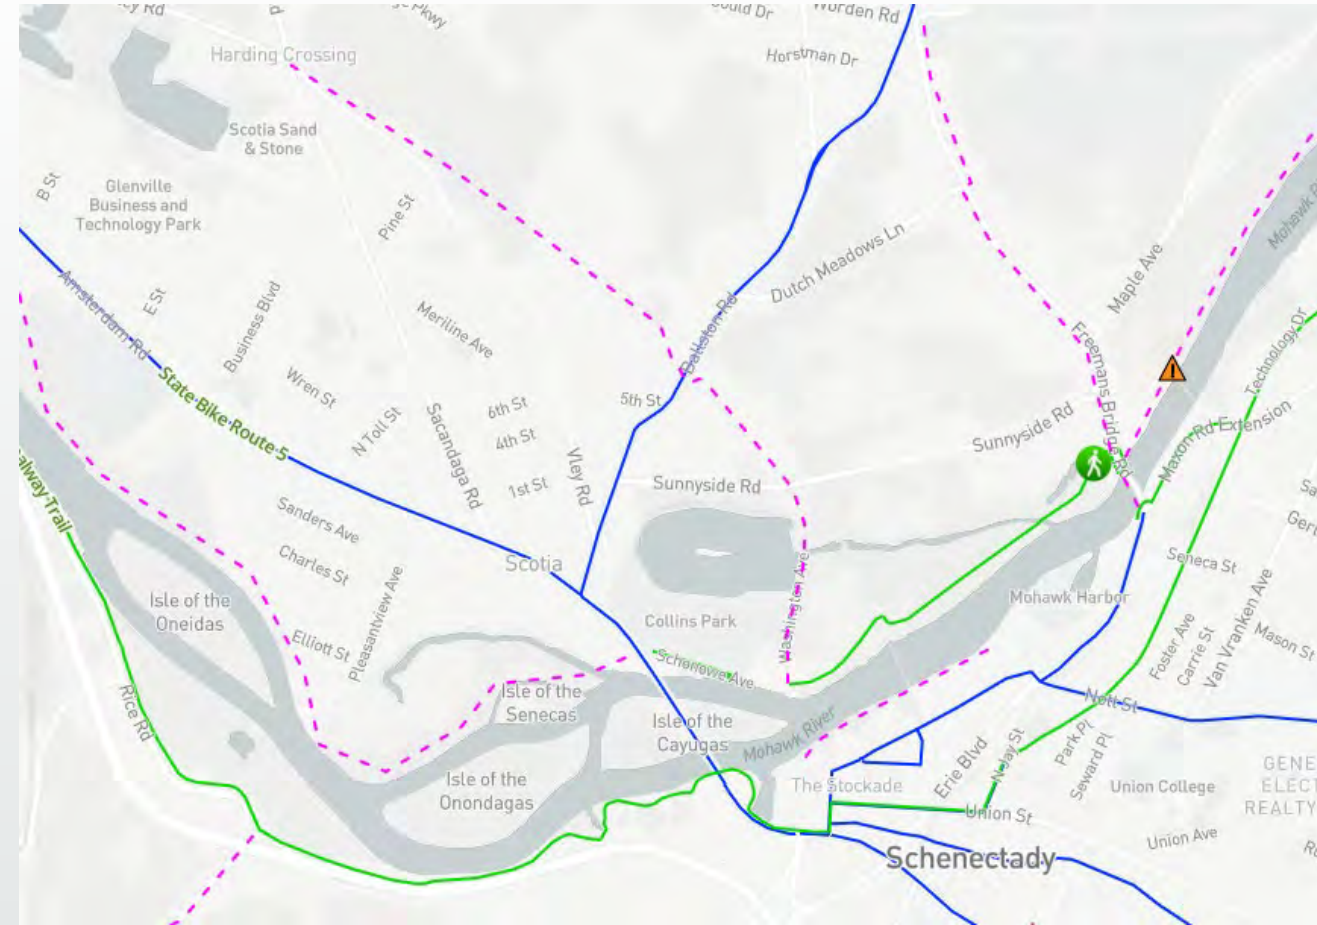 Pkwy
Worden Rd
Horstman Dr
Harding Crossing
Scotia Sand
& Stone
B St
Glenville
Business and
Technology Park
Pine St
Dutch Meadows Ln
Maple Ave
Mohawk
Amsterdam Rd
E St
Business Blvd
Meriline Ave
Ballston Rd
Freemans Bridge Rd
Technology Dr
State Bike Route 5
Wren St
N Toll St
Sacandaga Rd
6th St
5th St
4th St
Sunnyside Rd
Maxon Rd Extension
1st St
Vley Rd
Sunnyside Rd
Trail
Sanders Ave
Charles St
Scotia
Seneca St
Isle of the
Oneidas
Pleasantview Ave
Collins Park
Washington Ave
Mohawk Harbor
Foster Ave
Carrie St
Van Vranken Ave
Mason St
Elliott St
Schonowe Ave
Rice Rd
Isle of the
Senecas
Isle of the
Cayugas
Mohawk River
Nott St
Isle of the
Onondagas
The Stockade
Erie Blvd
N Jay St
Park Pl
Seward Pl
Union College
ELECT
REALTY
Union St
Union Ave
Schenectady